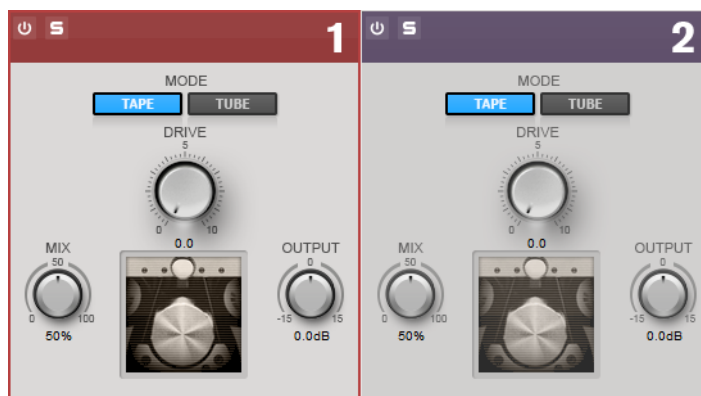 S 1
MODE
TAPE TUBE
DRIVE
5
0 10
0.0
MIX
50
0 100
50%
OUTPUT
0
-15 15
0.0dB
S 2
MODE
TAPE TUBE
DRIVE
5
0 10
0.0
MIX
50
0 100
50%
OUTPUT
0
-15 15
0.0dB